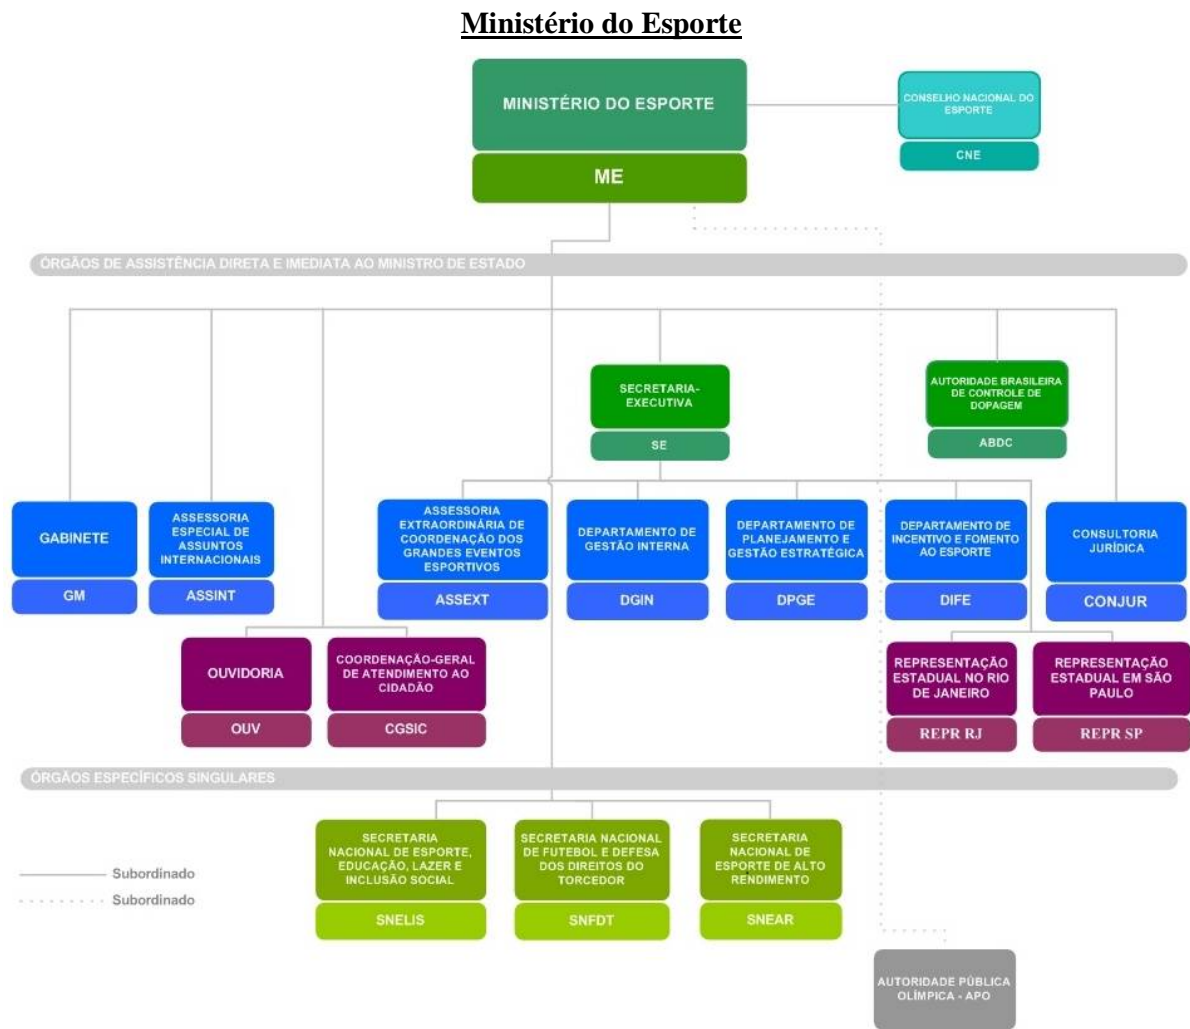 Ministério do Esporte
MINISTÉRIO DO ESPORTE
ME
CONSELHO NACIONAL DO
ESPORTE
CNE
ÓRGÃOS DE ASSISTÊNCIA DIRETA E IMEDIATA AO MINISTRO DE ESTADO
SECRETARIA-
EXECUTIVA
SE
AUTORIDADE BRASILEIRA
DE CONTROLE DE
DOPAGEM
ABDC
GABINETE
GM
ASSESSORIA
ESPECIAL DE
ASSUNTOS
INTERNACIONAIS
ASSINT
ASSESSORIA
EXTRAORDINÁRIA DE
COORDENAÇÃO DOS
GRANDES EVENTOS
ESPORTIVOS
ASSEXT
DEPARTAMENTO DE
GESTÃO INTERNA
DGIN
DEPARTAMENTO DE
PLANEJAMENTO E
GESTÃO ESTRATÉGICA
DPGE
DEPARTAMENTO DE
INCENTIVO E FOMENTO
AO ESPORTE
DIFE
CONSULTORIA
JURÍDICA
CONJUR
OUVIDORIA
OUV
COORDENAÇÃO-GERAL
DE ATENDIMENTO AO
CIDADÃO
CGSIC
REPRESENTAÇÃO
ESTADUAL NO RIO
DE JANEIRO
REPR RJ
REPRESENTAÇÃO
ESTADUAL EM SÃO
PAULO
REPR SP
ÓRGÃOS ESPECÍFICOS SINGULARES
SECRETARIA
NACIONAL DE ESPORTE,
EDUCAÇÃO, LAZER E
INCLUSÃO SOCIAL
SNELIS
SECRETARIA NACIONAL
DE FUTEBOL E DEFESA
DOS DIREITOS DO
TORCEDOR
SNFDT
SECRETARIA
NACIONAL DE
ESPORTE DE ALTO
RENDIMENTO
SNEAR
Subordinado
Subordinado
AUTORIDADE PÚBLICA
OLÍMPICA - APO